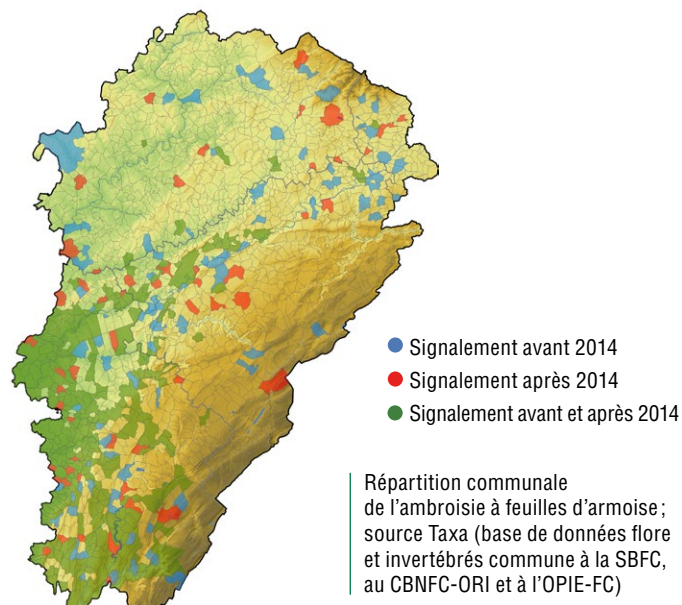 Signalement avant 2014
Signalement après 2014
Signalement avant et après 2014
Répartition communale
de l’ambroisie à feuilles d’armoise ;
source Taxa (base de données flore
et invertébrés commune à la SBFC,
au CBNFC-ORI et à l’OPIE-FC)